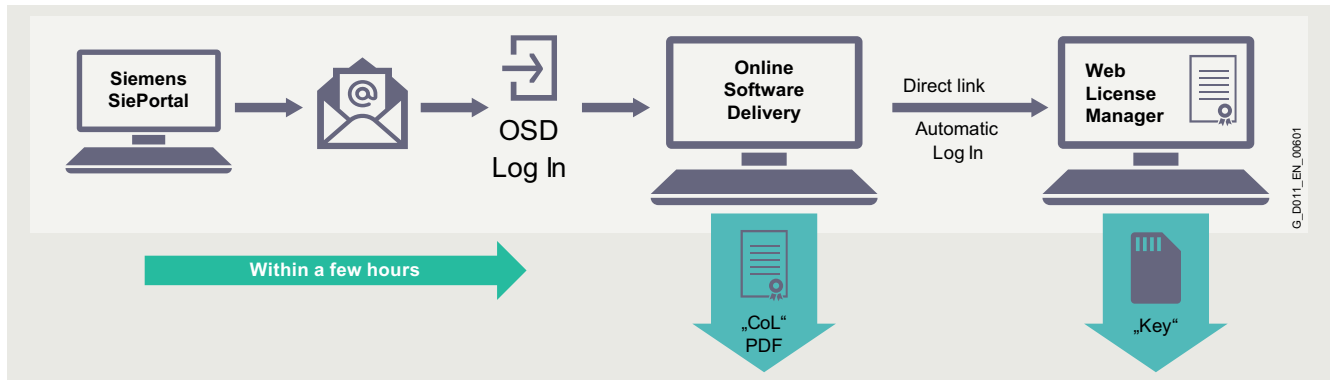 Siemens
SiePortal
@
OSD
Log In
Online
Software
Delivery
Direct link
Automatic
Log In
Web
License
Manager
G_D011_EN_00601
Within a few hours
„CoL“
PDF
„Key“